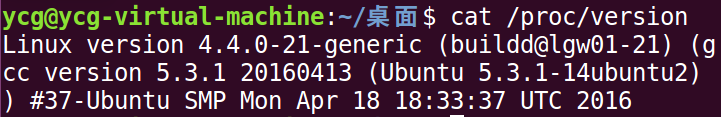 ycg@ycg-virtual-machine:~/桌面$ cat /proc/version
Linux version 4.4.0-21-generic (buildd@lgw01-21) (g
cc version 5.3.1 20160413 (Ubuntu 5.3.1-14ubuntu2)
) #37-Ubuntu SMP Mon Apr 18 18:33:37 UTC 2016